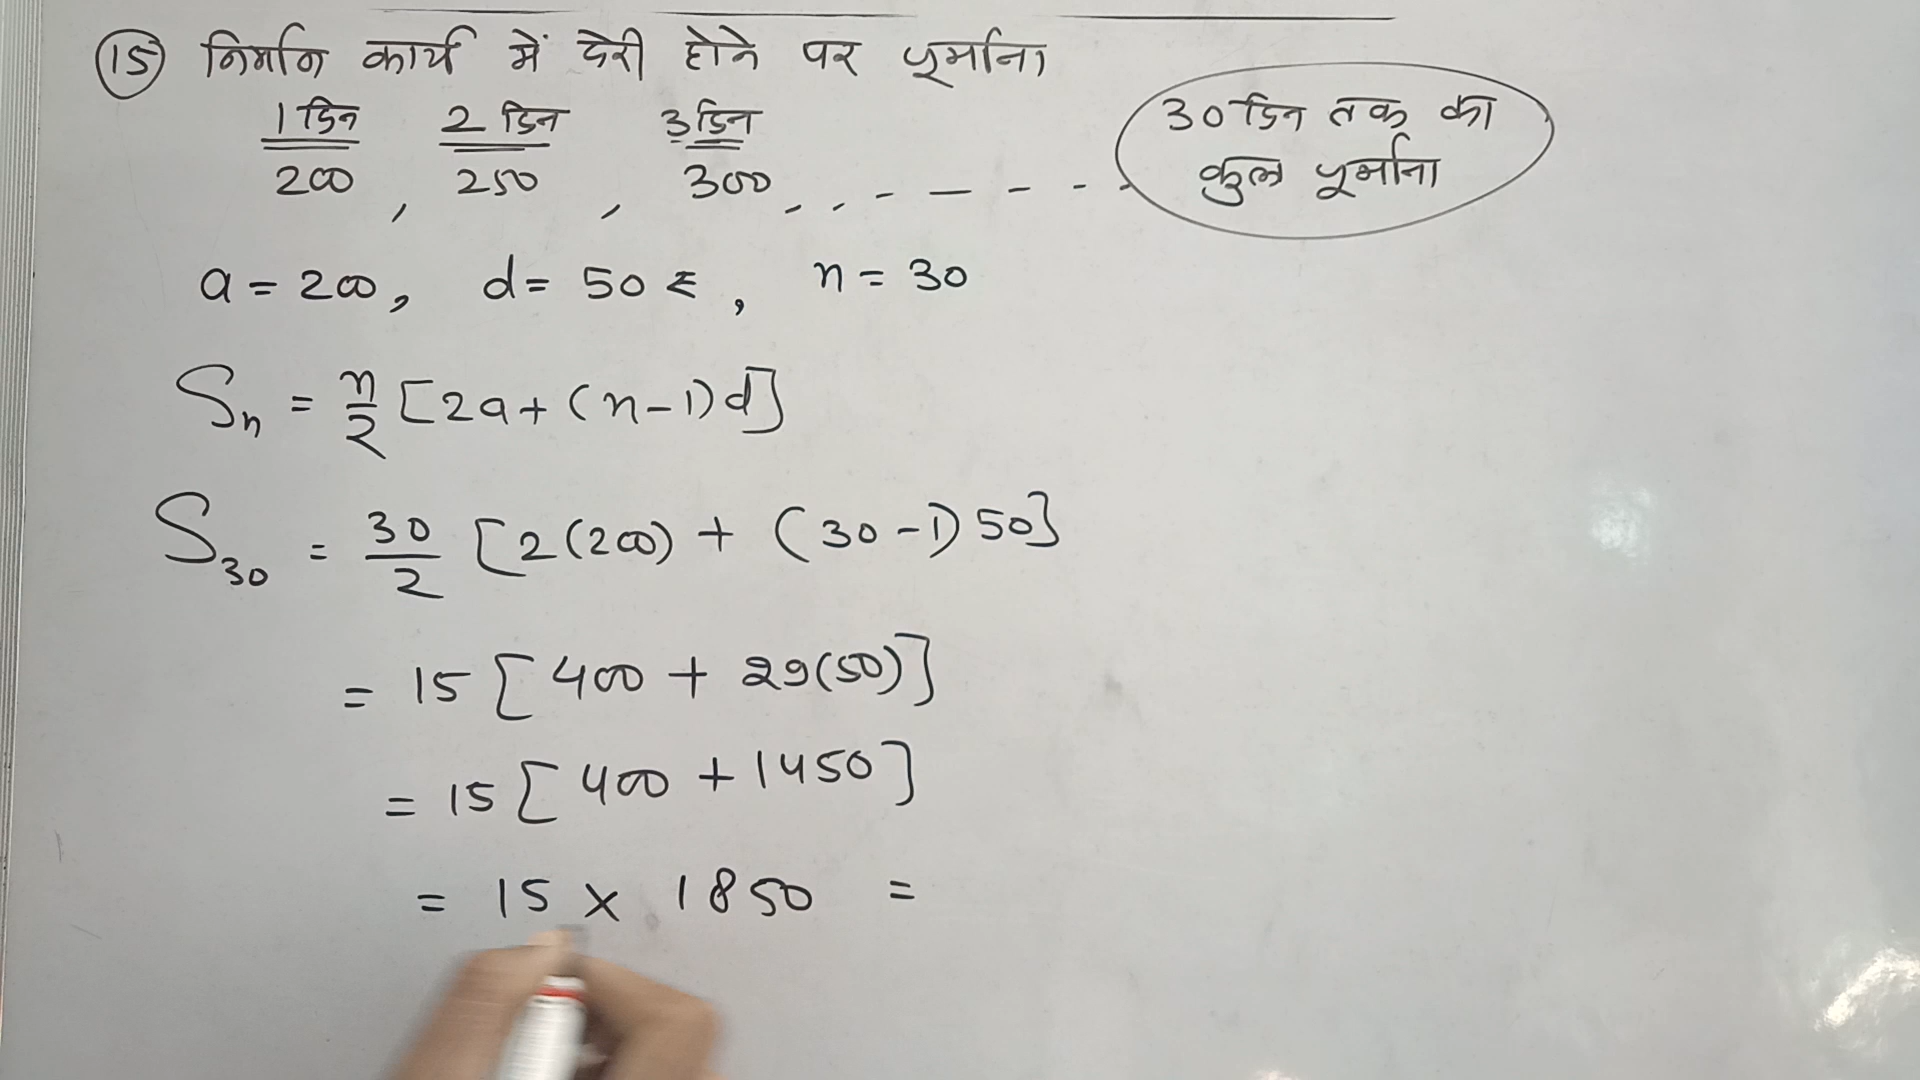 15 निर्माण कार्य में देरी होने पर जुर्माना
1 दिन 2 दिन 3 दिन
200 , 250 , 300 , . . - - - - -
30 दिन तक का
कुल जुर्माना
a = 200, d = 50 ₹, n = 30
Sn = n/2 [2a+(n-1)d]
S30 = 30/2 [2(200) + (30-1)50]
= 15 [400 + 29(50)]
= 15 [400 + 1450]
= 15 × 1850 =